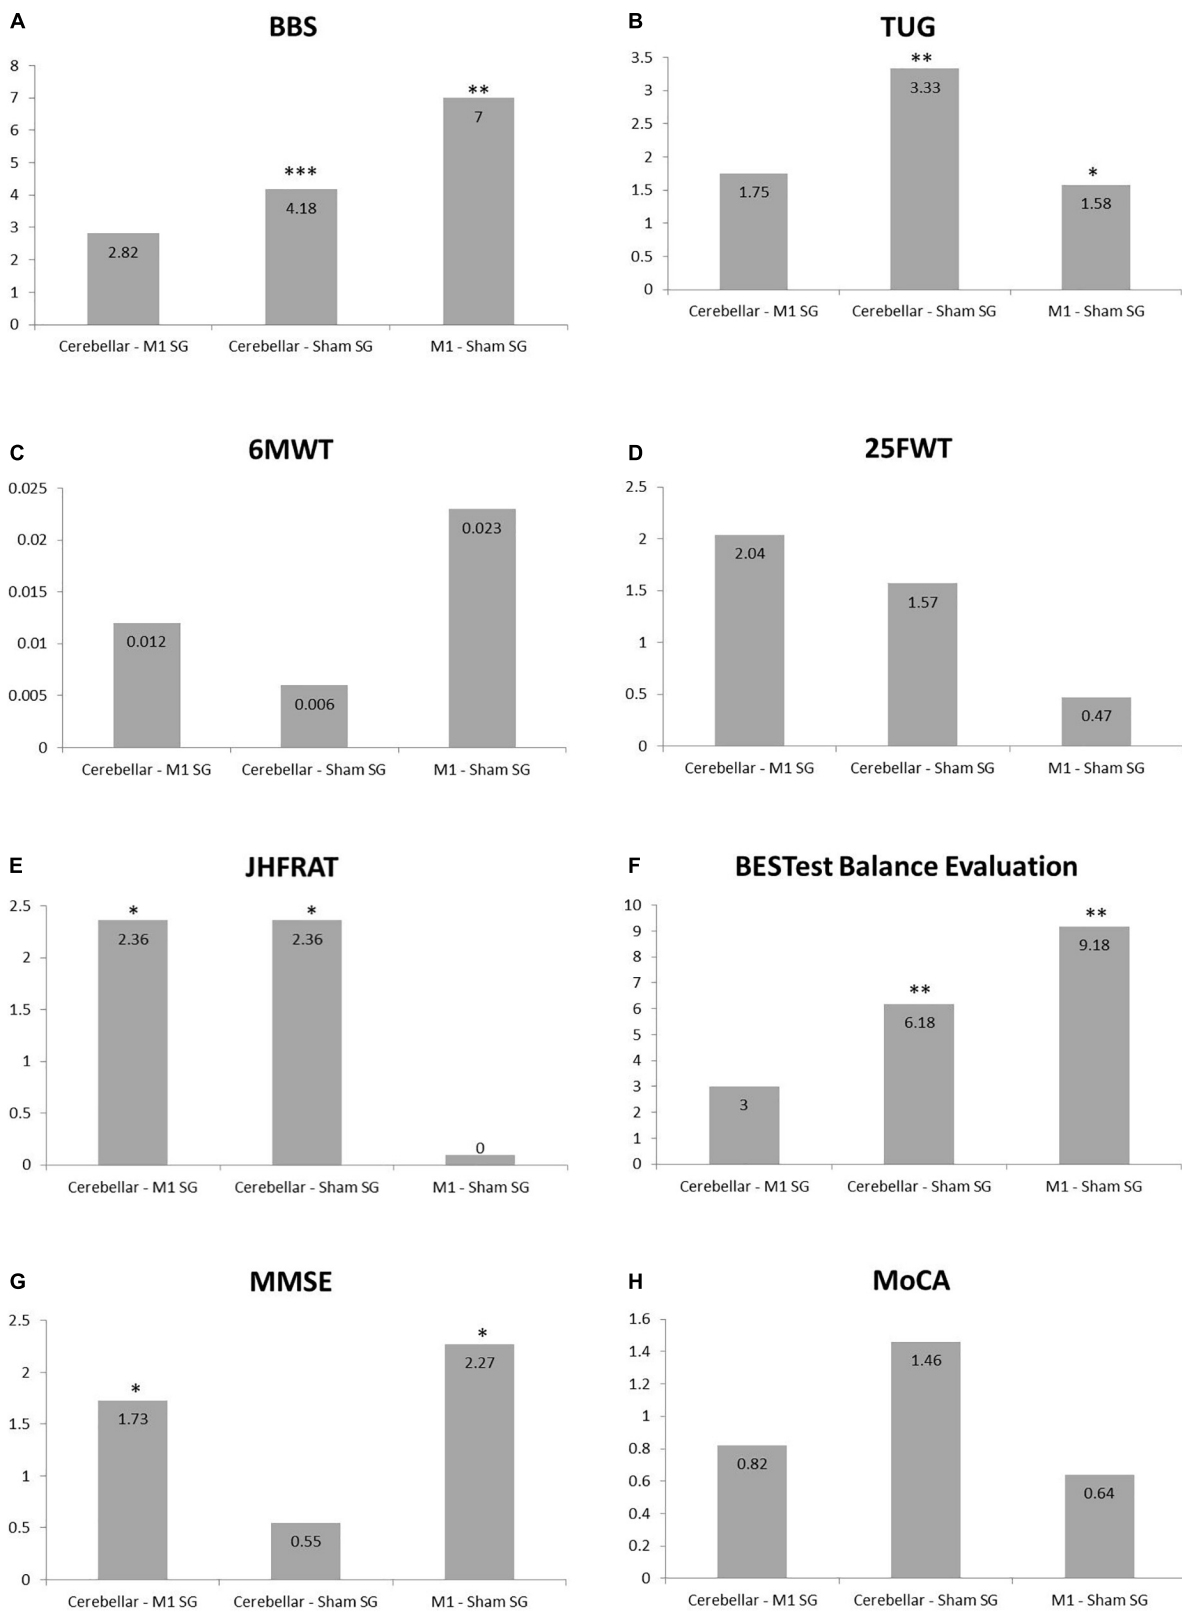 A
BBS
8
7
6
5
4
3
2
1
0
2.82
***
4.18
**
7
Cerebellar - M1 SG
Cerebellar - Sham SG
M1 - Sham SG
B
TUG
3.5
3
2.5
2
1.5
1
0.5
0
1.75
**
3.33
*
1.58
Cerebellar - M1 SG
Cerebellar - Sham SG
M1 - Sham SG
C
6MWT
0.025
0.02
0.015
0.01
0.005
0
0.012
0.006
0.023
Cerebellar - M1 SG
Cerebellar - Sham SG
M1 - Sham SG
D
25FWT
2.5
2
1.5
1
0.5
0
2.04
1.57
0.47
Cerebellar - M1 SG
Cerebellar - Sham SG
M1 - Sham SG
E
JHFRAT
2.5
2
1.5
1
0.5
0
*
2.36
*
2.36
0
Cerebellar - M1 SG
Cerebellar - Sham SG
M1 - Sham SG
F
BESTest Balance Evaluation
10
9
8
7
6
5
4
3
2
1
0
3
**
6.18
**
9.18
Cerebellar - M1 SG
Cerebellar - Sham SG
M1 - Sham SG
G
MMSE
2.5
2
1.5
1
0.5
0
*
1.73
0.55
*
2.27
Cerebellar - M1 SG
Cerebellar - Sham SG
M1 - Sham SG
H
MoCA
1.6
1.4
1.2
1
0.8
0.6
0.4
0.2
0
0.82
1.46
0.64
Cerebellar - M1 SG
Cerebellar - Sham SG
M1 - Sham SG